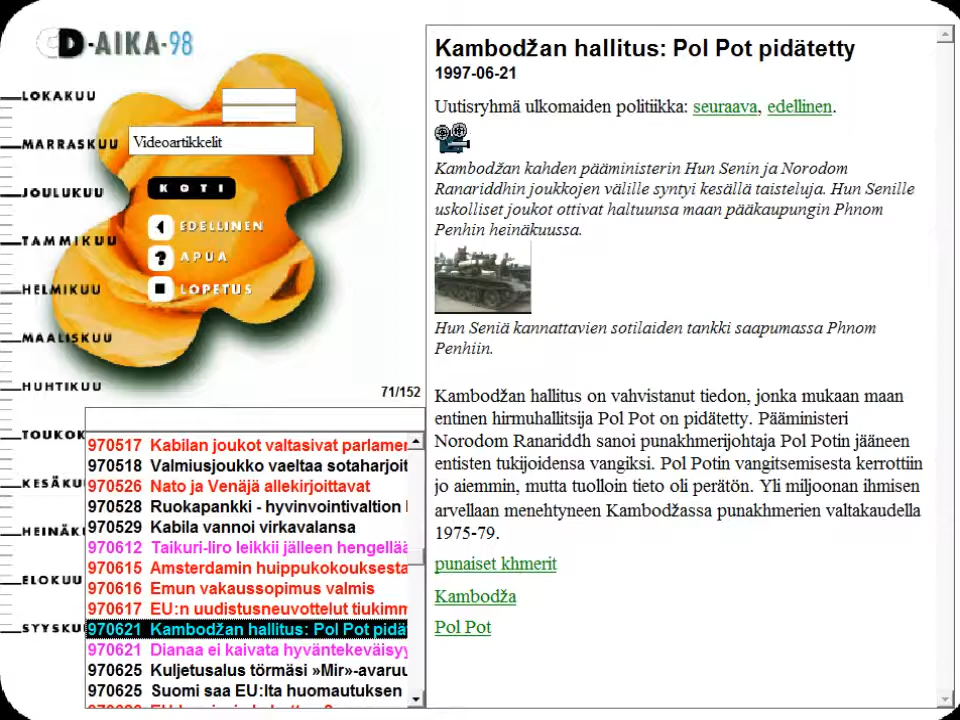 CD-AIKA-98
LOKAKUU
MARRASKUU
JOULUKUU
TAMMIKUU
HELMIKUU
MAALISKUU
HUHTIKUU
TOUKOK
KESÄKU
HEINÄK
ELOKUU
SYYSKU
Videoartikkelit
KOTI
EDELLINEN
APUA
LOPETUS
71/152
970517 Kabilan joukot valtasivat parlamen
970518 Valmiusjoukko vaeltaa sotaharjoit
970526 Nato ja Venäjä allekirjoittavat
970528 Ruokapankki - hyvinvointivaltion
970529 Kabila vannoi virkavalansa
970612 Taikuri-Iiro leikkii jälleen hengellää
970615 Amsterdamin huippukokouksesta
970616 Emun vakaussopimus valmis
970617 EU:n uudistusneuvottelut tiukimm
970621 Kambodžan hallitus: Pol Pot pidä
970621 Dianaa ei kaivata hyväntekeväisyy
970625 Kuljetusalus törmäsi »Mir»-avaruu
970625 Suomi saa EU:lta huomautuksen
Kambodžan hallitus: Pol Pot pidätetty
1997-06-21
Uutisryhmä ulkomaiden politiikka: seuraava, edellinen.
Kambodžan kahden pääministerin Hun Senin ja Norodom
Ranariddhin joukkojen välille syntyi kesällä taisteluja. Hun Senille
uskolliset joukot ottivat haltuunsa maan pääkaupungin Phnom
Penhin heinäkuussa.
Hun Seniä kannattavien sotilaiden tankki saapumassa Phnom
Penhiin.
Kambodžan hallitus on vahvistanut tiedon, jonka mukaan maan
entinen hirmuhallitsija Pol Pot on pidätetty. Pääministeri
Norodom Ranariddh sanoi punakhmerijohtaja Pol Potin jääneen
entisten tukijoidensa vangiksi. Pol Potin vangitsemisesta kerrottiin
jo aiemmin, mutta tuolloin tieto oli perätön. Yli miljoonan ihmisen
arvellaan menehtyneen Kambodžassa punakhmerien valtakaudella
1975-79.
punaiset khmerit
Kambodža
Pol Pot